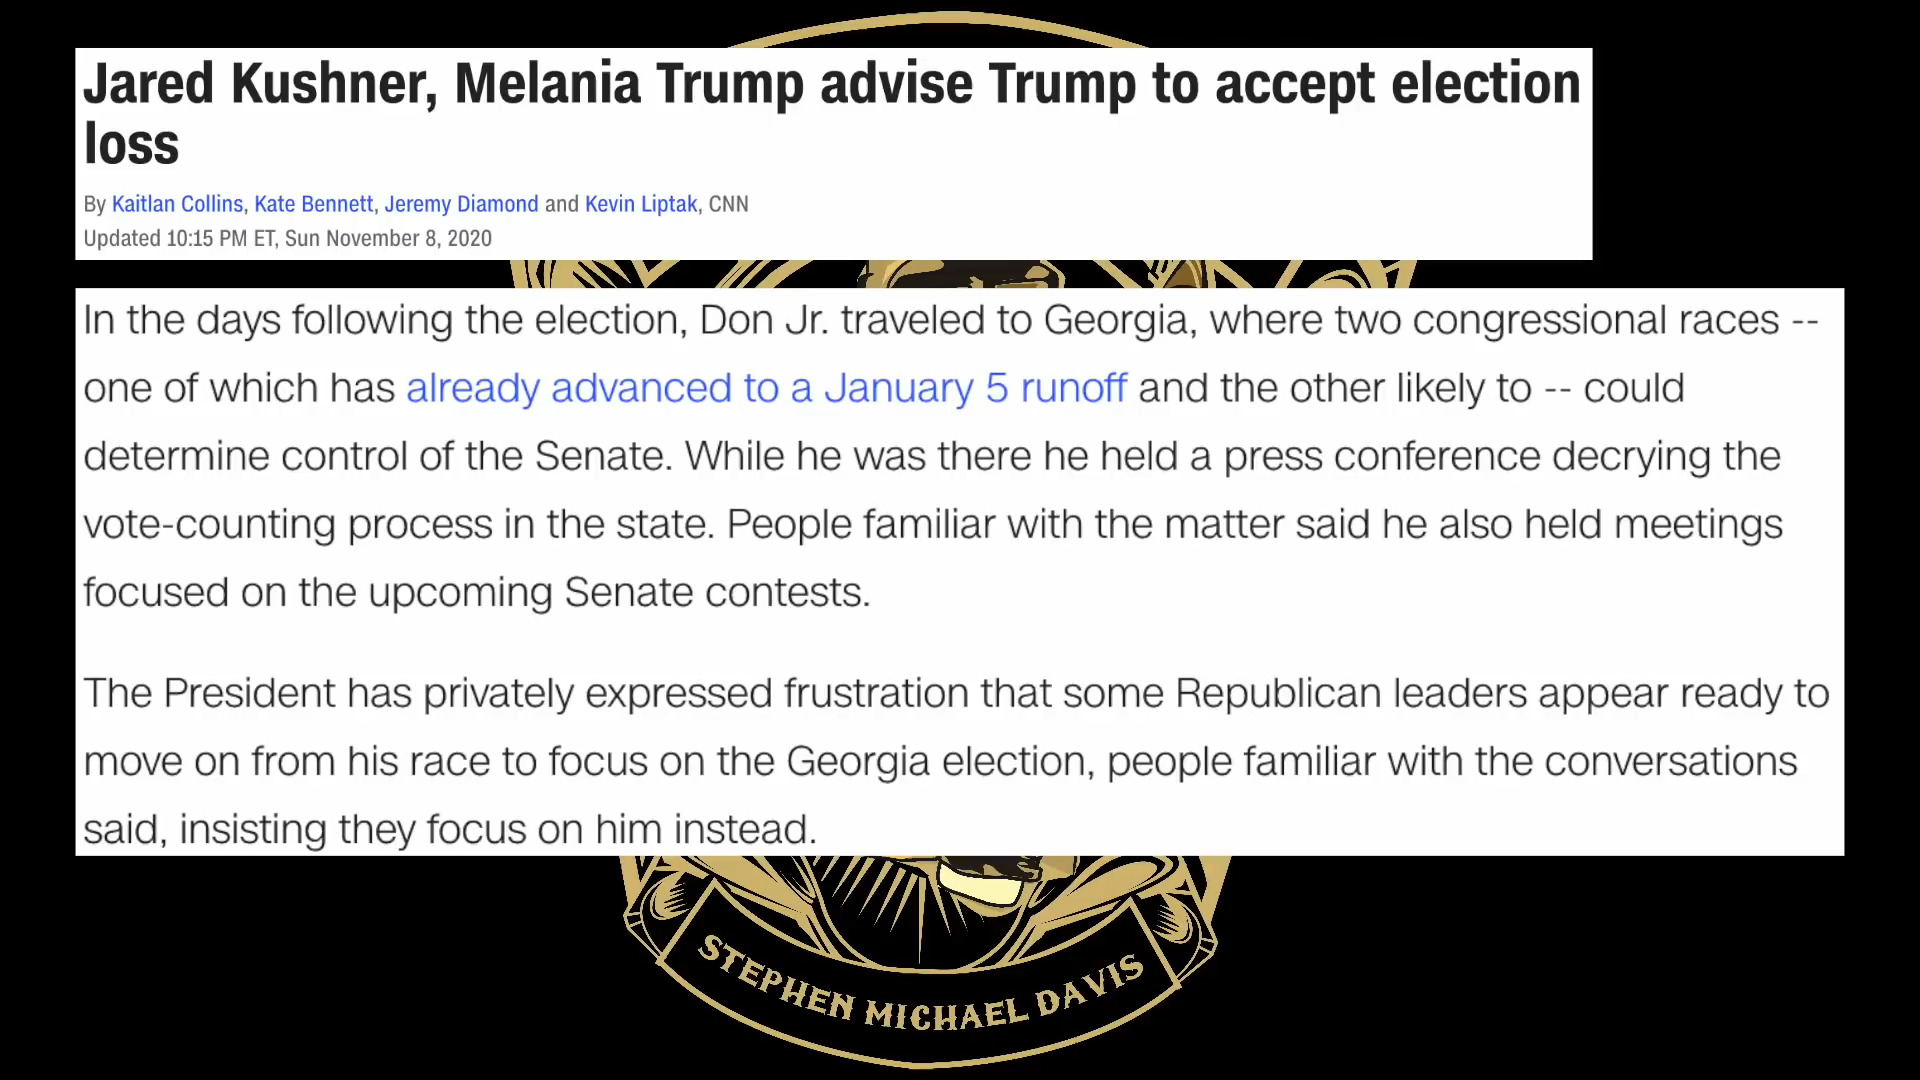 Jared Kushner, Melania Trump advise Trump to accept election
loss
By Kaitlan Collins, Kate Bennett, Jeremy Diamond and Kevin Liptak, CNN
Updated 10:15 PM ET, Sun November 8, 2020
In the days following the election, Don Jr. traveled to Georgia, where two congressional races --
one of which has already advanced to a January 5 runoff and the other likely to -- could
determine control of the Senate. While he was there he held a press conference decrying the
vote-counting process in the state. People familiar with the matter said he also held meetings
focused on the upcoming Senate contests.
The President has privately expressed frustration that some Republican leaders appear ready to
move on from his race to focus on the Georgia election, people familiar with the conversations
said, insisting they focus on him instead.
STEPHEN MICHAEL DAVIS